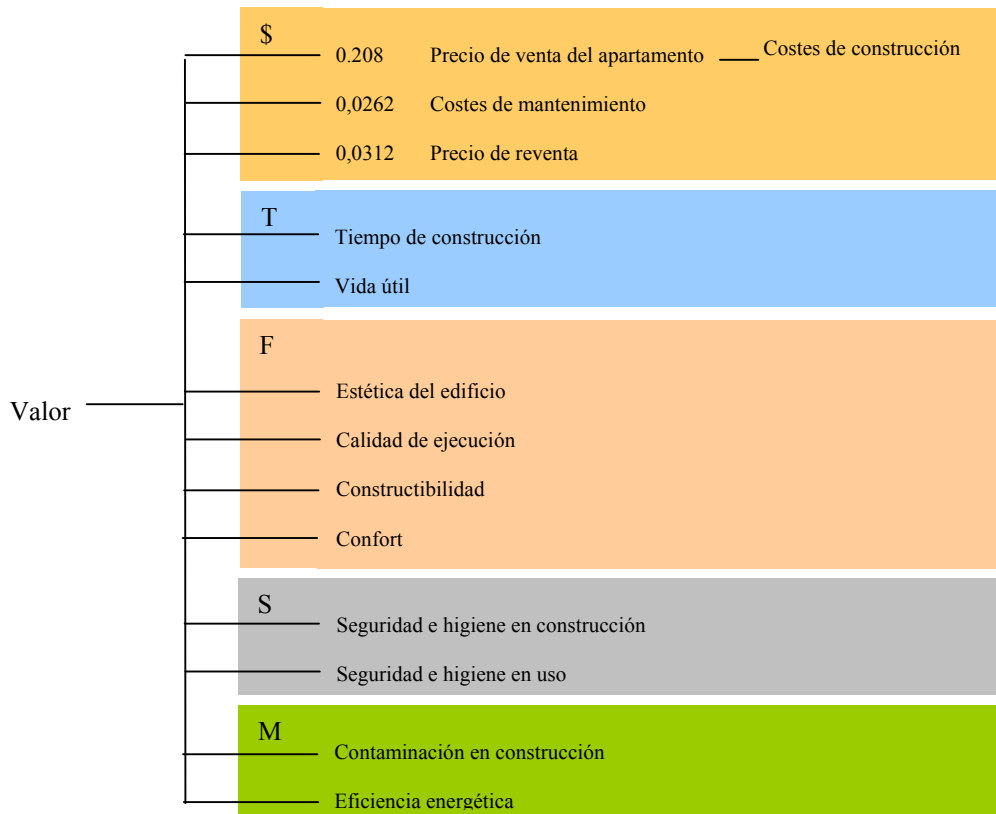 $
0.208 Precio de venta del apartamento Costes de construcción
0,0262 Costes de mantenimiento
0,0312 Precio de reventa
T
Tiempo de construcción
Vida útil
F
Estética del edificio
Valor
Calidad de ejecución
Constructibilidad
Confort
S
Seguridad e higiene en construcción
Seguridad e higiene en uso
M
Contaminación en construcción
Eficiencia energética